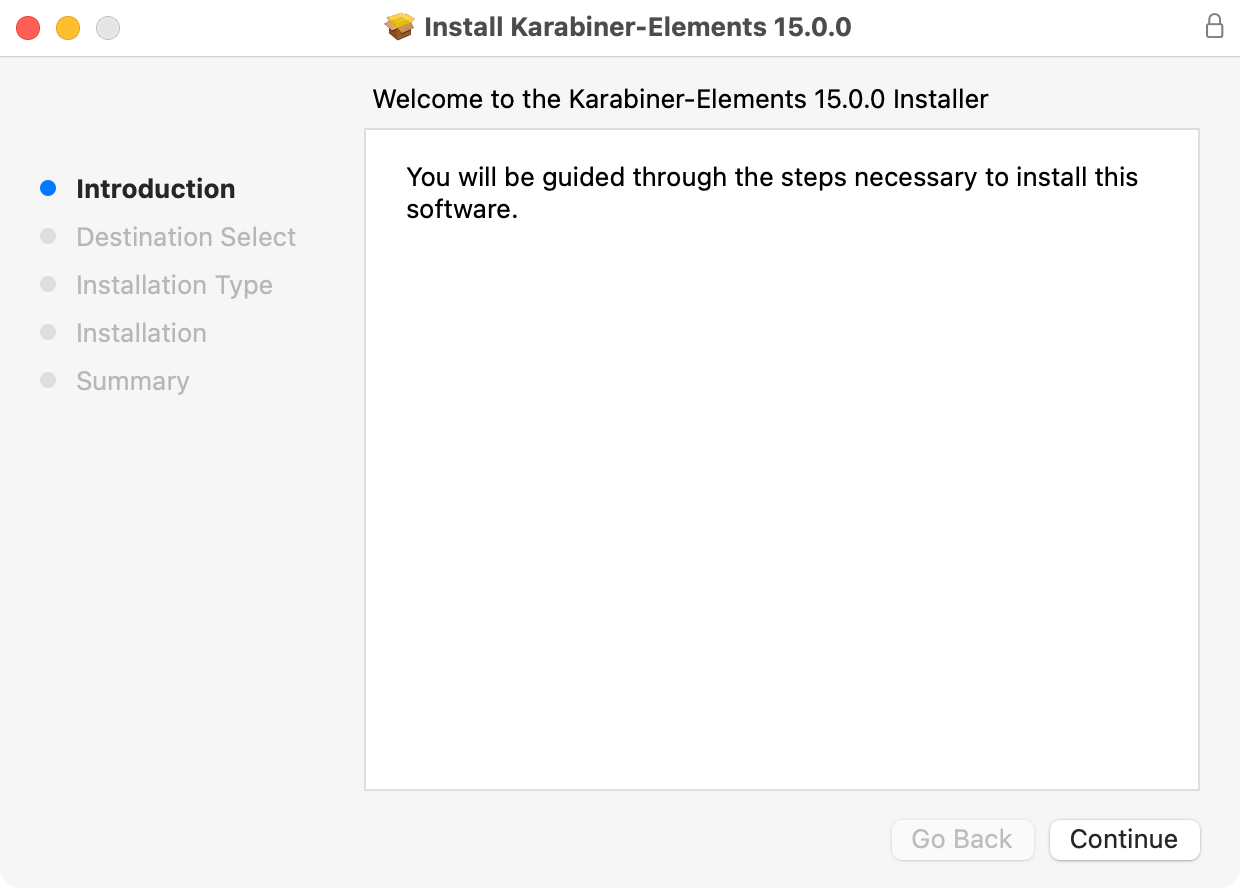 Install Karabiner-Elements 15.0.0
Welcome to the Karabiner-Elements 15.0.0 Installer
Introduction
Destination Select
Installation Type
Installation
Summary
You will be guided through the steps necessary to install this
software.
Go Back
Continue